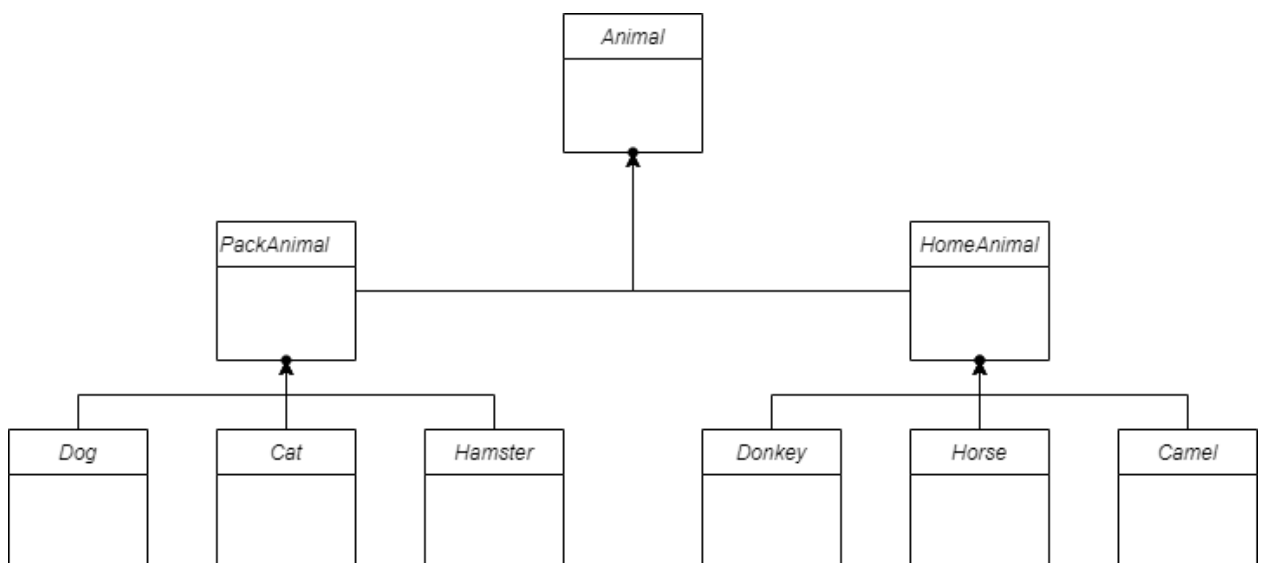 Animal
PackAnimal
HomeAnimal
Dog
Cat
Hamster
Donkey
Horse
Camel